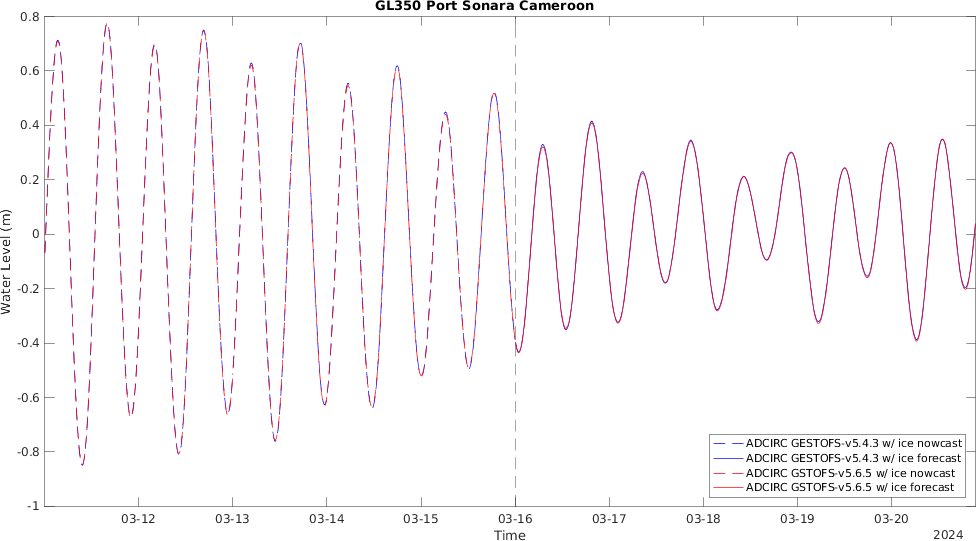 GL350 Port Sonara Cameroon
0.8
0.6
0.4
0.2
0
-0.2
-0.4
-0.6
-0.8
-1
Water Level (m)
ADCIRC GESTOFS-v5.4.3 w/ ice nowcast
ADCIRC GESTOFS-v5.4.3 w/ ice forecast
ADCIRC GSTOFS-v5.6.5 w/ ice nowcast
ADCIRC GSTOFS-v5.6.5 w/ ice forecast
03-12 03-13 03-14 03-15 03-16 03-17 03-18 03-19 03-20
Time
2024